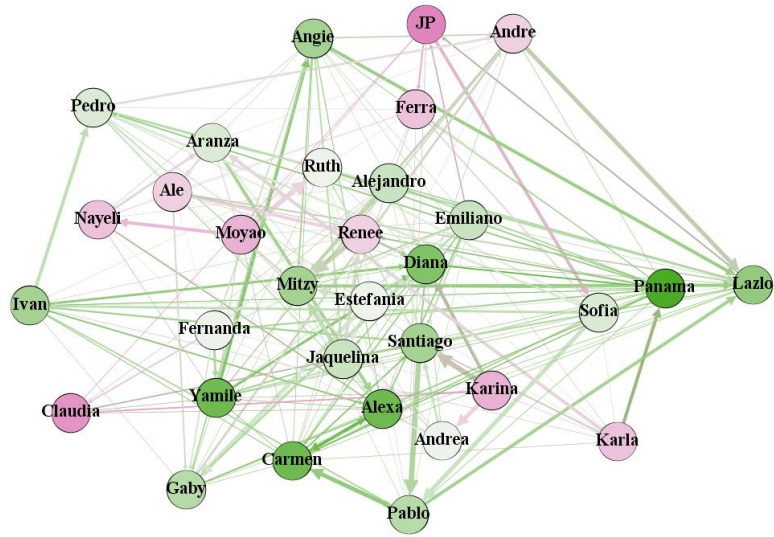 JP
Andre
Angie
Pedro
Ferra
Aranza
Ruth
Alejandro
Ale
Nayeli
Moyao
Renee
Emiliano
Diana
Mitzy
Panama
Lazlo
Estefania
Sofia
Ivan
Fernanda
Santiago
Jaquelina
Karina
Yamile
Alexa
Claudia
Andrea
Karla
Carmen
Gaby
Pablo